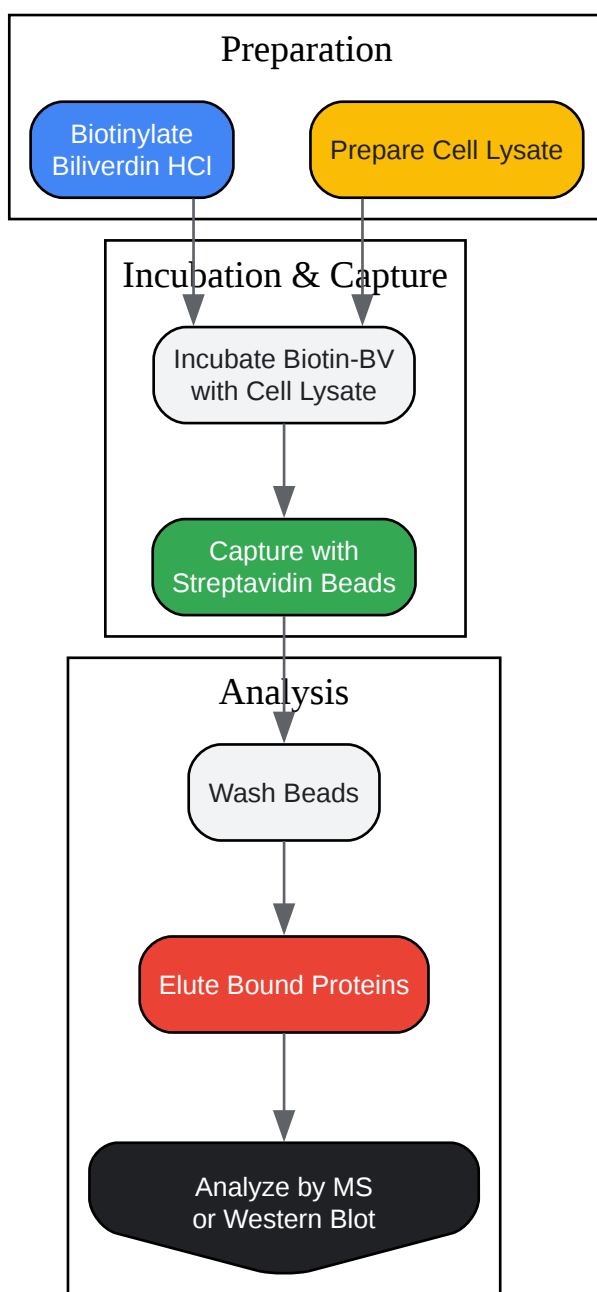 Preparation
Biotinylate
Biliverdin HCl
Prepare Cell Lysate
Incubation & Capture
Incubate Biotin-BV
with Cell Lysate
Capture with
Streptavidin Beads
Analysis
Wash Beads
Elute Bound Proteins
Analyze by MS
or Western Blot